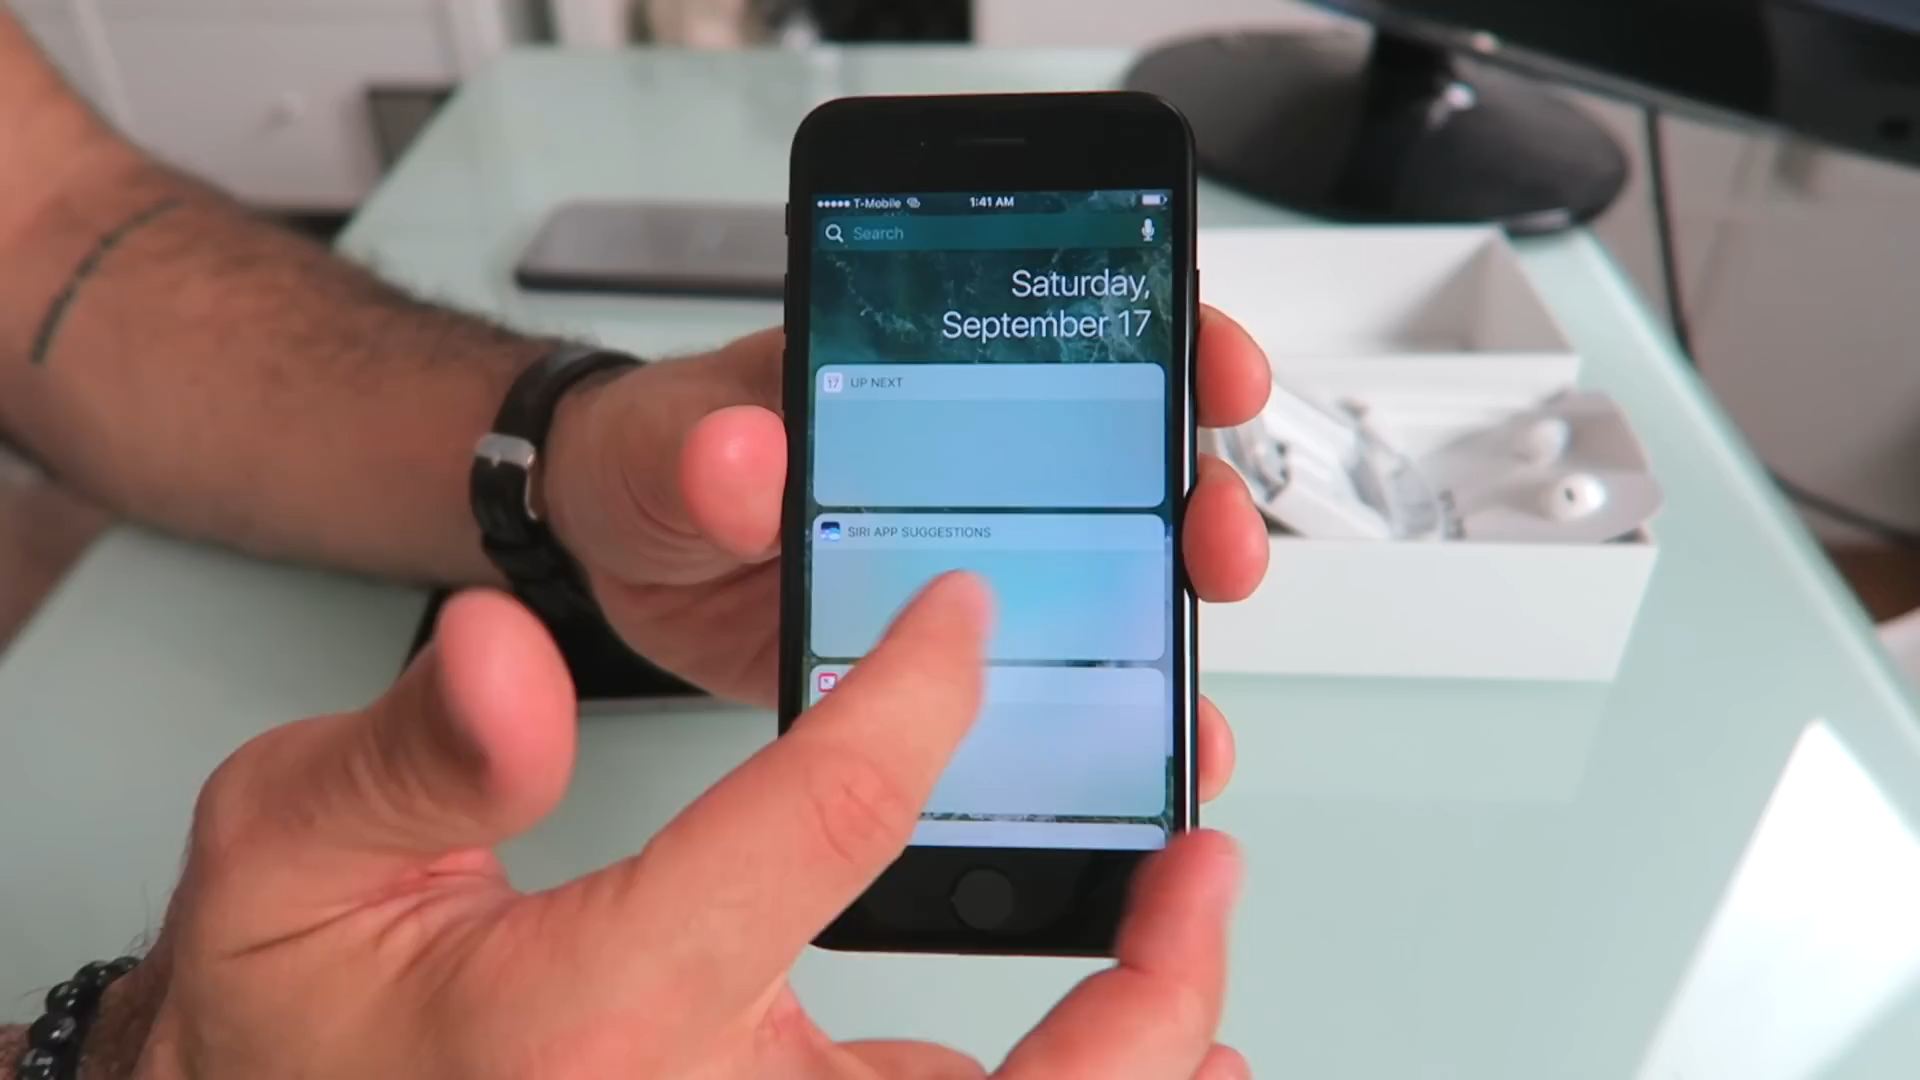 T-Mobile
1:41 AM
Search
Saturday,
September 17
17 UP NEXT
SIRI APP SUGGESTIONS